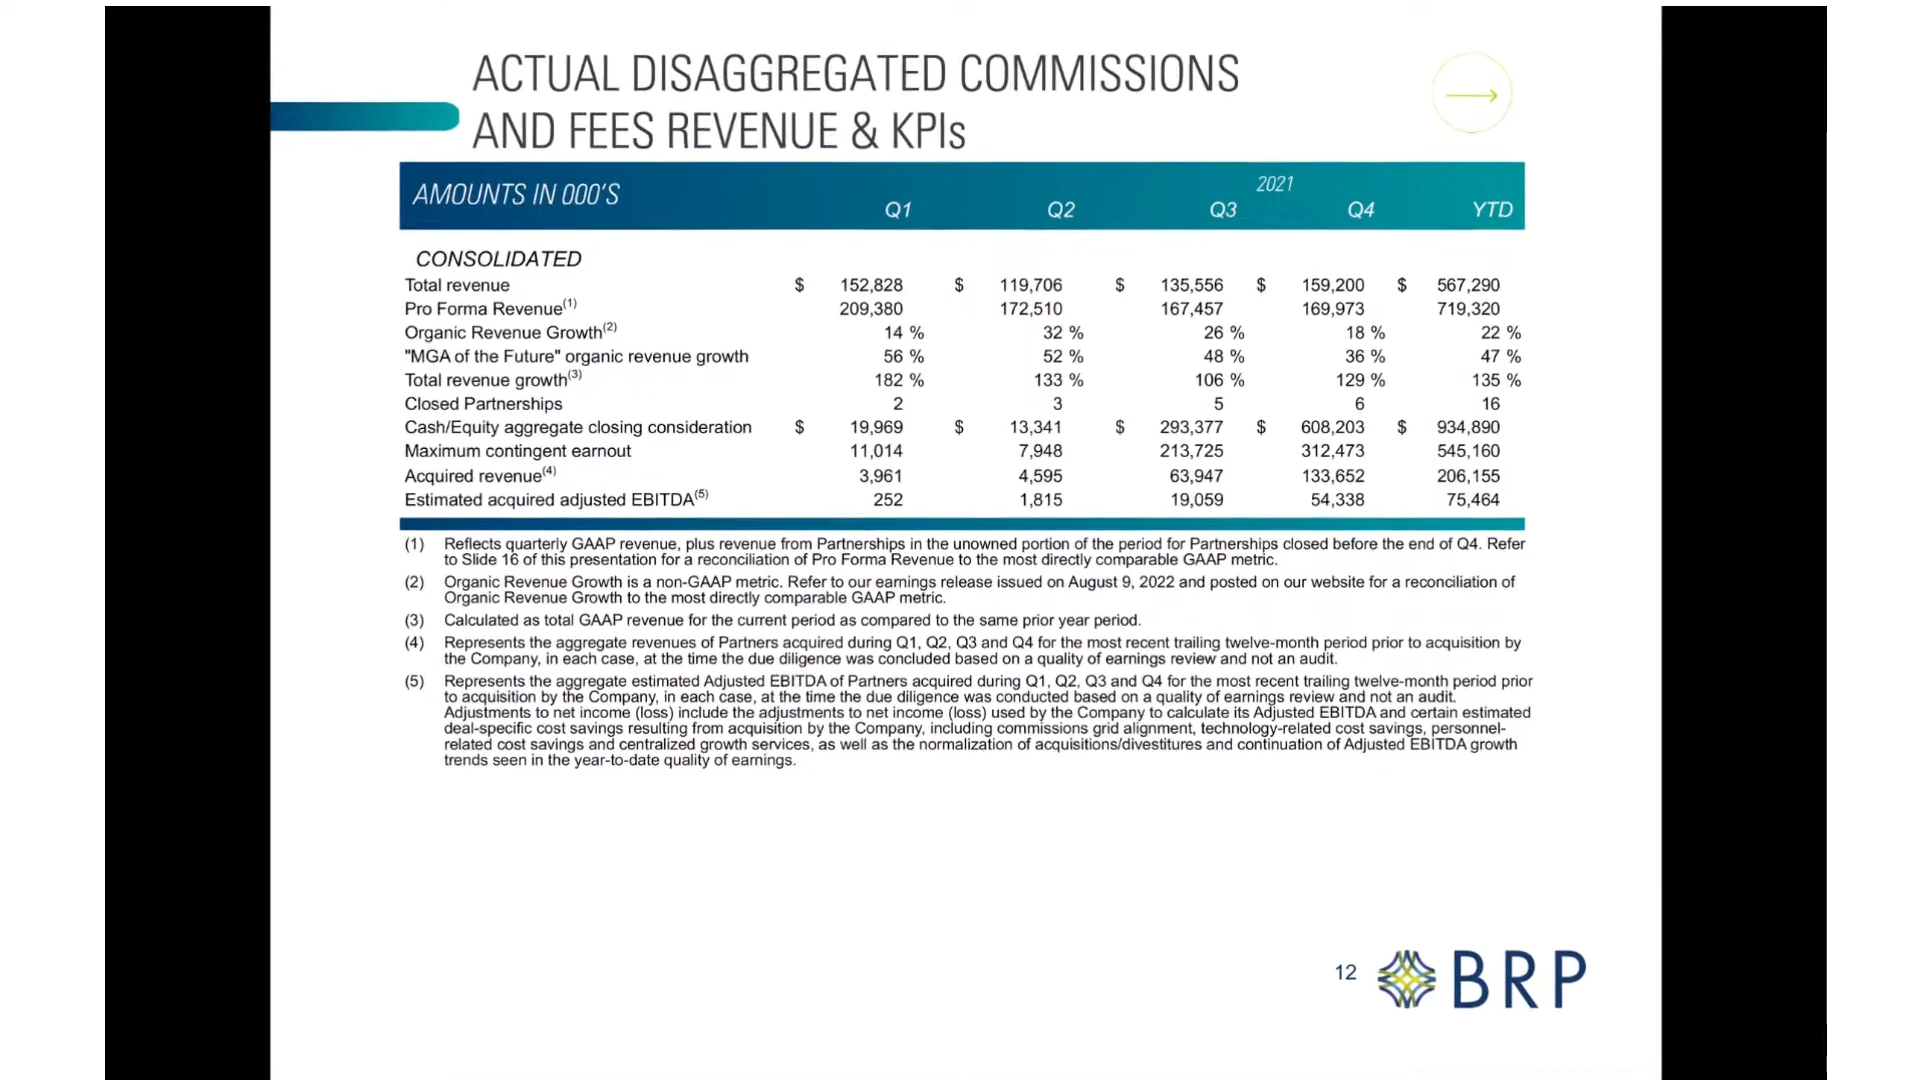 ACTUAL DISAGGREGATED COMMISSIONS
AND FEES REVENUE & KPIs
AMOUNTS IN 000'S
2021
Q1 Q2 Q3 Q4 YTD
CONSOLIDATED
Total revenue $ 152,828 $ 119,706 $ 135,556 $ 159,200 $ 567,290
Pro Forma Revenue(1) 209,380 172,510 167,457 169,973 719,320
Organic Revenue Growth(2) 14 % 32 % 26 % 18 % 22 %
"MGA of the Future" organic revenue growth 56 % 52 % 48 % 36 % 47 %
Total revenue growth(3) 182 % 133 % 106 % 129 % 135 %
Closed Partnerships 2 3 5 6 16
Cash/Equity aggregate closing consideration $ 19,969 $ 13,341 $ 293,377 $ 608,203 $ 934,890
Maximum contingent earnout 11,014 7,948 213,725 312,473 545,160
Acquired revenue(4) 3,961 4,595 63,947 133,652 206,155
Estimated acquired adjusted EBITDA(5) 252 1,815 19,059 54,338 75,464
(1) Reflects quarterly GAAP revenue, plus revenue from Partnerships in the unowned portion of the period for Partnerships closed before the end of Q4. Refer
to Slide 16 of this presentation for a reconciliation of Pro Forma Revenue to the most directly comparable GAAP metric.
(2) Organic Revenue Growth is a non-GAAP metric. Refer to our earnings release issued on August 9, 2022 and posted on our website for a reconciliation of
Organic Revenue Growth to the most directly comparable GAAP metric.
(3) Calculated as total GAAP revenue for the current period as compared to the same prior year period.
(4) Represents the aggregate revenues of Partners acquired during Q1, Q2, Q3 and Q4 for the most recent trailing twelve-month period prior to acquisition by
the Company, in each case, at the time the due diligence was concluded based on a quality of earnings review and not an audit.
(5) Represents the aggregate estimated Adjusted EBITDA of Partners acquired during Q1, Q2, Q3 and Q4 for the most recent trailing twelve-month period prior
to acquisition by the Company, in each case, at the time the due diligence was conducted based on a quality of earnings review and not an audit.
Adjustments to net income (loss) include the adjustments to net income (loss) used by the Company to calculate its Adjusted EBITDA and certain estimated
deal-specific cost savings resulting from acquisition by the Company, including commissions grid alignment, technology-related cost savings, personnel-
related cost savings and centralized growth services, as well as the normalization of acquisitions/divestitures and continuation of Adjusted EBITDA growth
trends seen in the year-to-date quality of earnings.
12
BRP